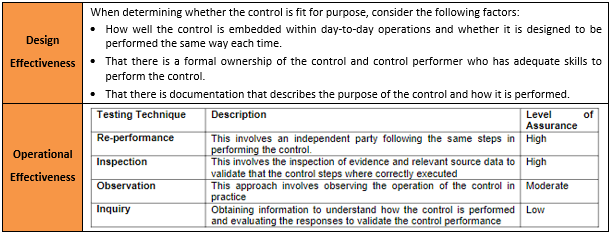 Design
Effectiveness
When determining whether the control is fit for purpose, consider the following factors:
• How well the control is embedded within day-to-day operations and whether it is designed to be
performed the same way each time.
• That there is a formal ownership of the control and control performer who has adequate skills to
perform the control.
• That there is documentation that describes the purpose of the control and how it is performed.
Operational
Effectiveness
Testing Technique Description Level of
Assurance
Re-performance This involves an independent party following the same steps in High
performing the control.
Inspection This involves the inspection of evidence and relevant source data to High
validate that the control steps where correctly executed
Observation This approach involves observing the operation of the control in Moderate
practice
Inquiry Obtaining information to understand how the control is performed Low
and evaluating the responses to validate the control performance